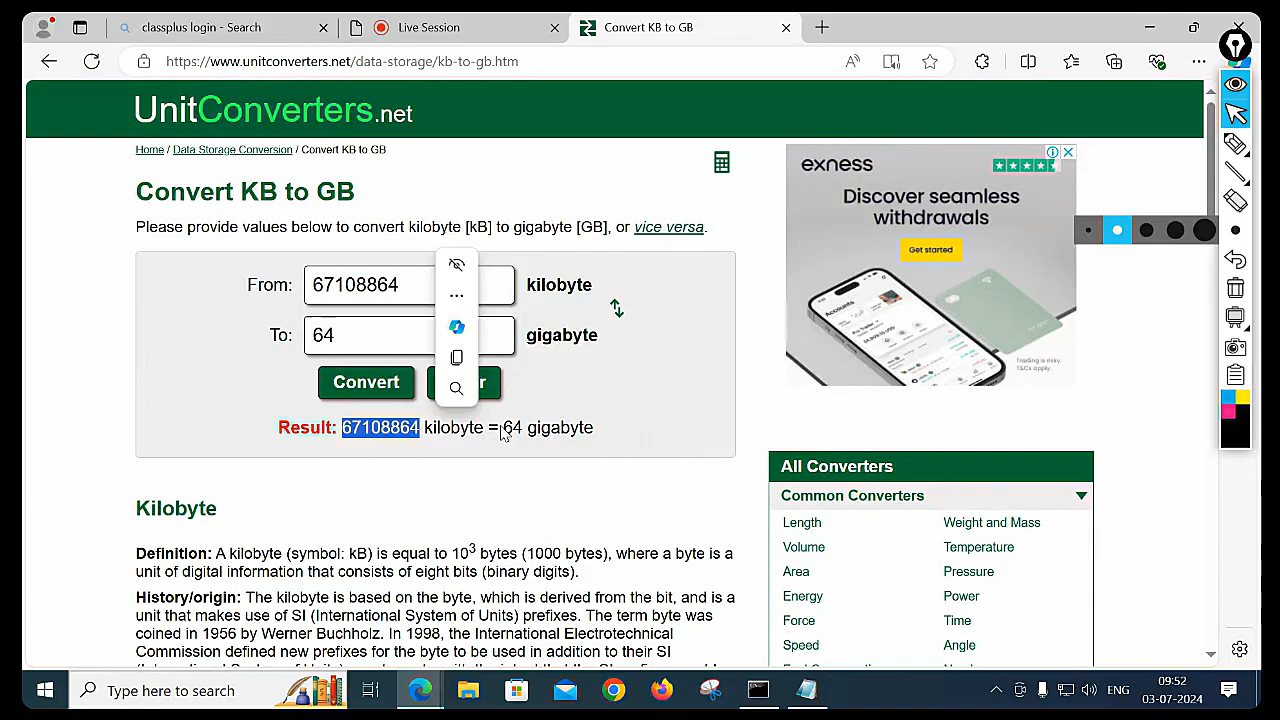 classplus login - Search
Live Session
Convert KB to GB
https://www.unitconverters.net/data-storage/kb-to-gb.htm
UnitConverters.net
Home / Data Storage Conversion / Convert KB to GB
Convert KB to GB
Please provide values below to convert kilobyte [kB] to gigabyte [GB], or vice versa.
From: 67108864 kilobyte
To: 64 gigabyte
Convert r
Result: 67108864 kilobyte = 64 gigabyte
Kilobyte
Definition: A kilobyte (symbol: kB) is equal to 10³ bytes (1000 bytes), where a byte is a
unit of digital information that consists of eight bits (binary digits).
History/origin: The kilobyte is based on the byte, which is derived from the bit, and is a
unit that makes use of SI (International System of Units) prefixes. The term byte was
coined in 1956 by Werner Buchholz. In 1998, the International Electrotechnical
Commission defined new prefixes for the byte to be used in addition to their SI
exness
Discover seamless
withdrawals
Get started
Accounts
Trading is risky.
T&Cs apply.
All Converters
Common Converters
Length Weight and Mass
Volume Temperature
Area Pressure
Energy Power
Force Time
Speed Angle
Type here to search
ENG
09:52
03-07-2024